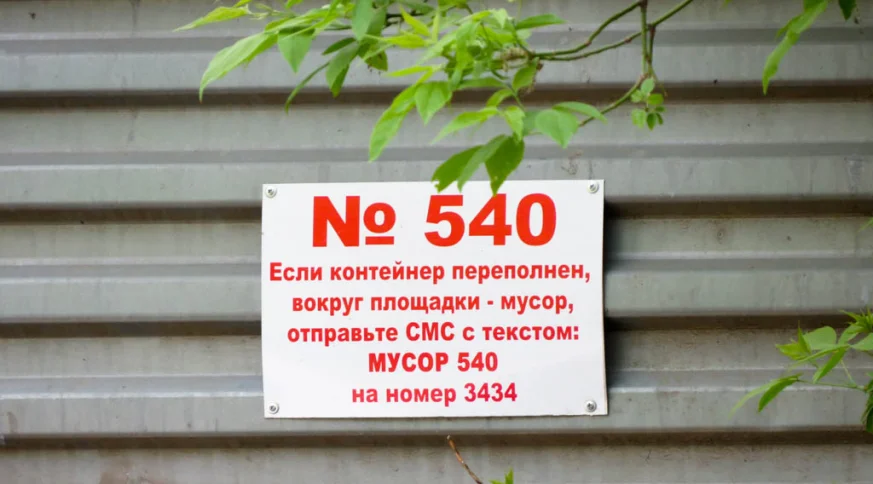 № 540
Если контейнер переполнен,
вокруг площадки - мусор,
отправьте СМС с текстом:
МУСОР 540
на номер 3434